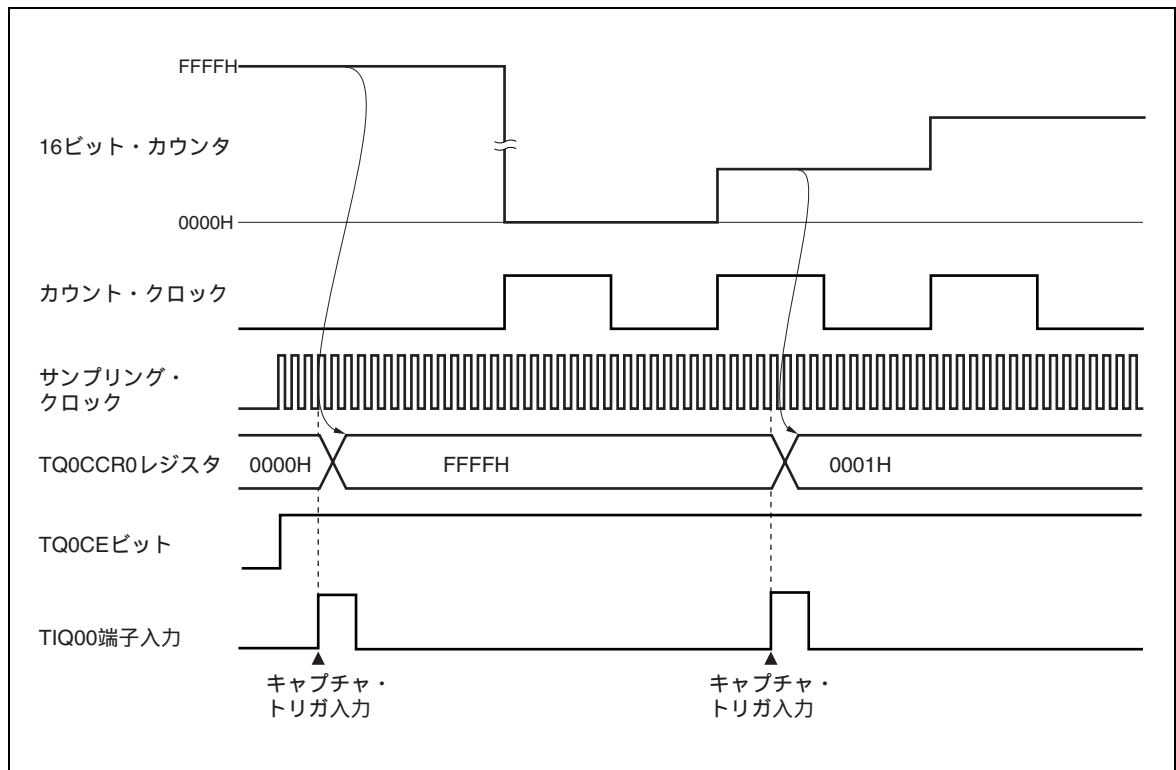 FFFFH
16ビット・カウンタ
0000H
カウント・クロック
サンプリング・
クロック
TQ0CCR0レジスタ 0000H FFFFH 0001H
TQ0CEビット
TIQ00端子入力
キャプチャ・
トリガ入力
キャプチャ・
トリガ入力